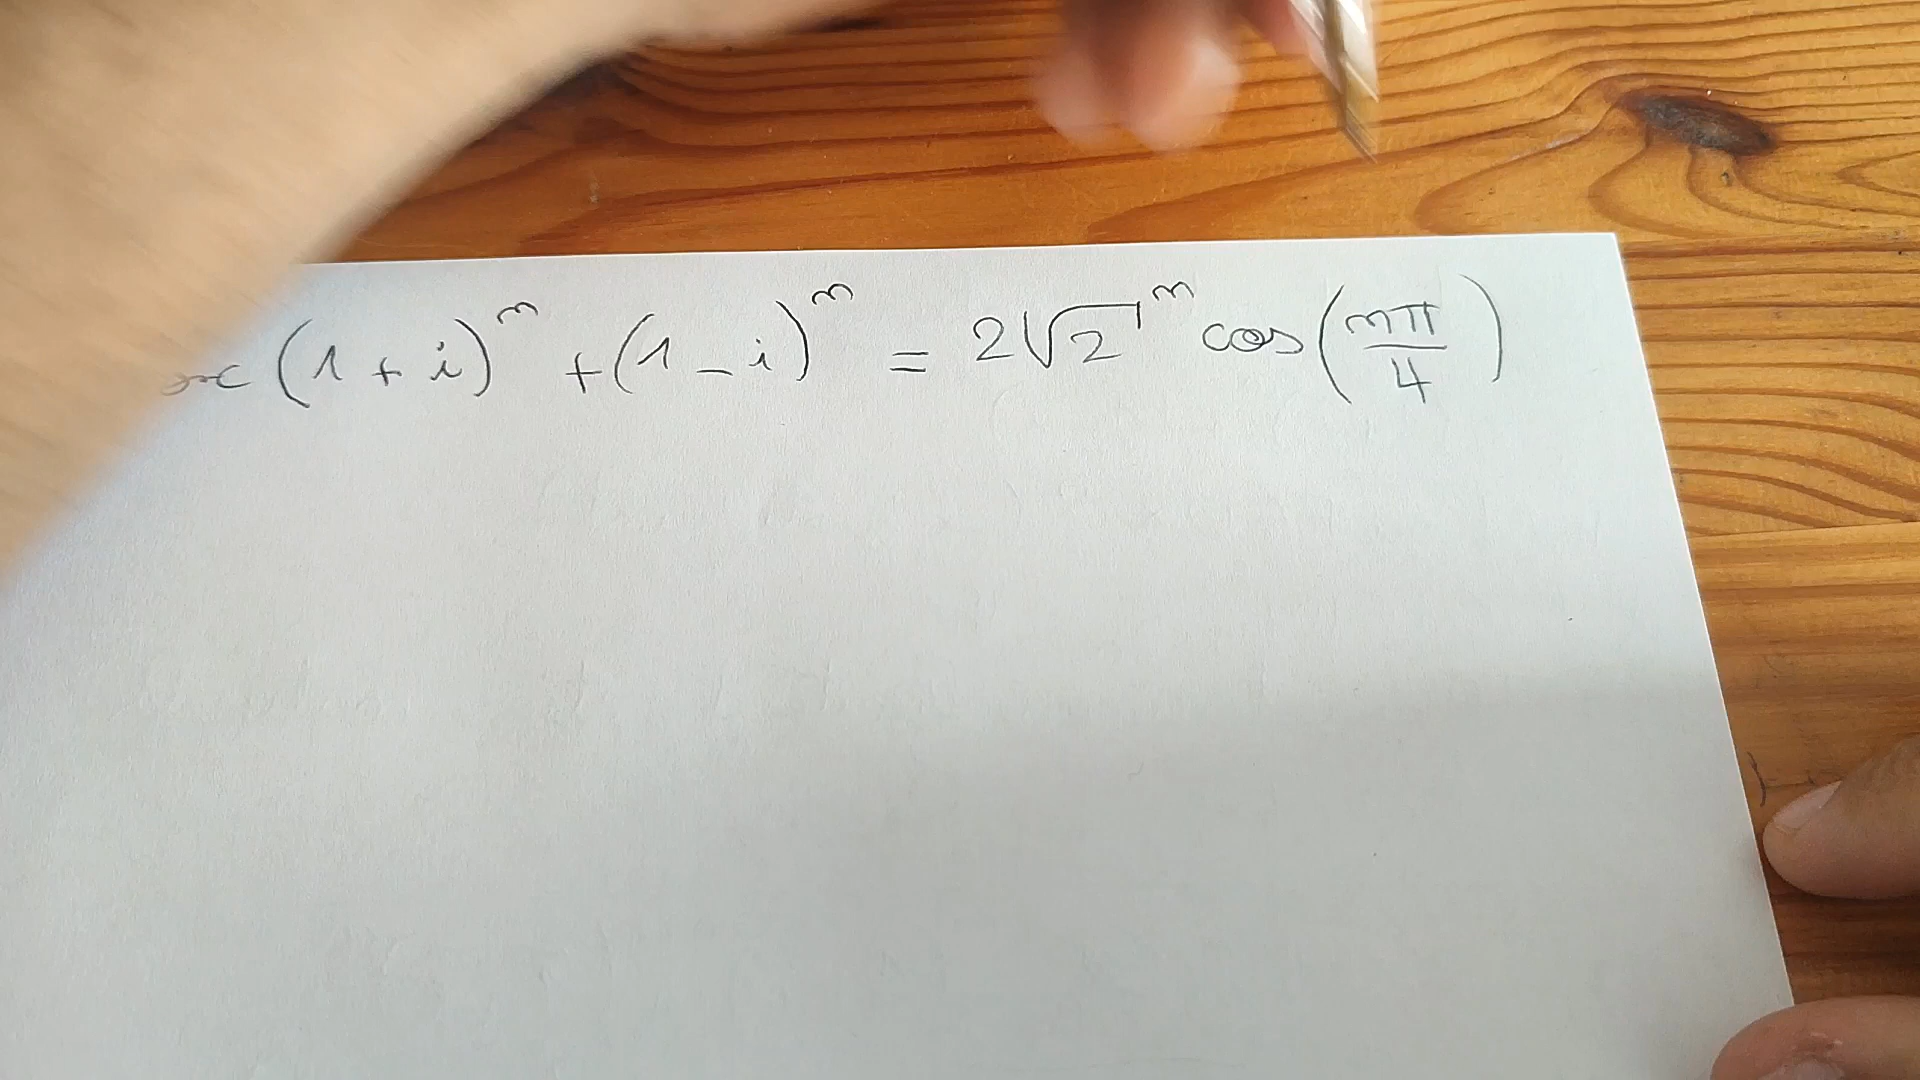 (1 + i)^n + (1 - i)^n = 2√2^n cos(nπ/4)